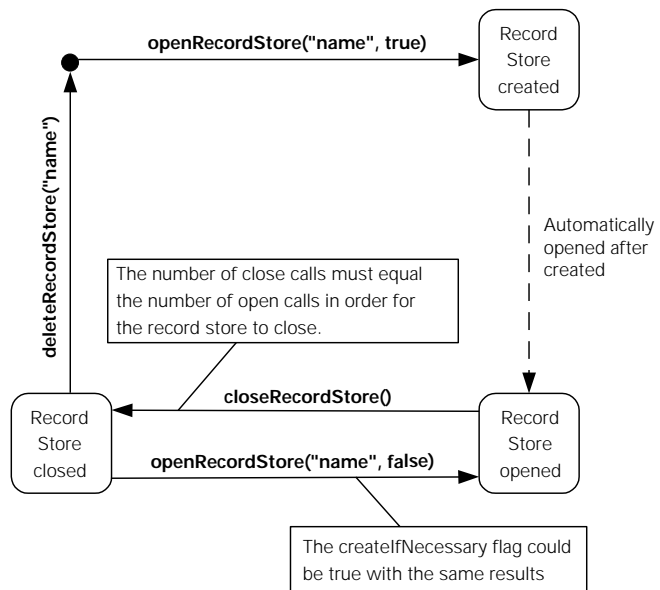 openRecordStore("name", true)
Record
Store
created
deleteRecordStore("name")
Automatically
opened after
created
The number of close calls must equal
the number of open calls in order for
the record store to close.
Record
Store
closed
closeRecordStore()
Record
Store
opened
openRecordStore("name", false)
The createIfNecessary flag could
be true with the same results